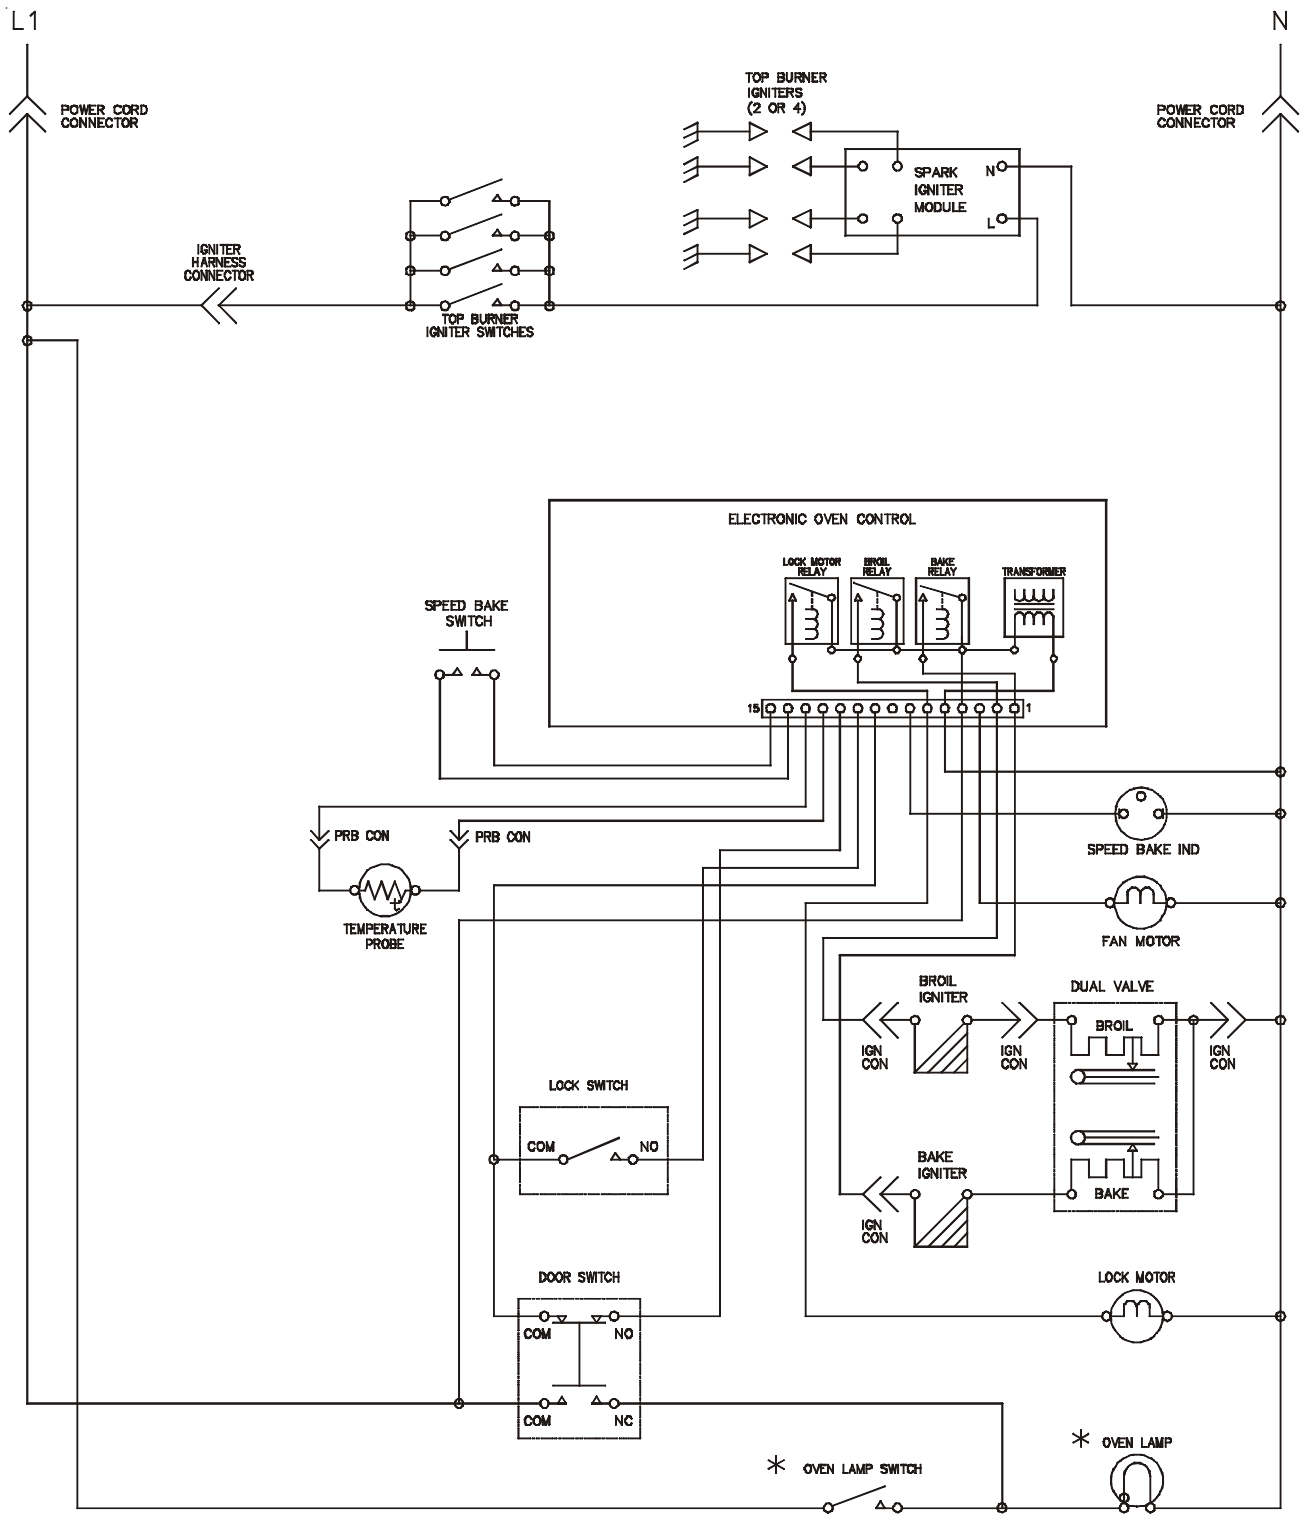 L1
N
POWER CORD
CONNECTOR
TOP BURNER
IGNITERS
(2 OR 4)
POWER CORD
CONNECTOR
SPARK
IGNITER
MODULE
N
L
IGNITER
HARNESS
CONNECTOR
TOP BURNER
IGNITER SWITCHES
ELECTRONIC OVEN CONTROL
LOCK MOTOR
RELAY
BROIL
RELAY
BAKE
RELAY
TRANSFORMER
SPEED BAKE
SWITCH
15
1
PRB CON
PRB CON
SPEED BAKE IND
TEMPERATURE
PROBE
t
FAN MOTOR
BROIL
IGNITER
DUAL VALVE
BROIL
IGN
CON
IGN
CON
IGN
CON
LOCK SWITCH
COM
NO
BAKE
IGNITER
BAKE
IGN
CON
DOOR SWITCH
LOCK MOTOR
COM
NO
COM
NC
* OVEN LAMP
* OVEN LAMP SWITCH